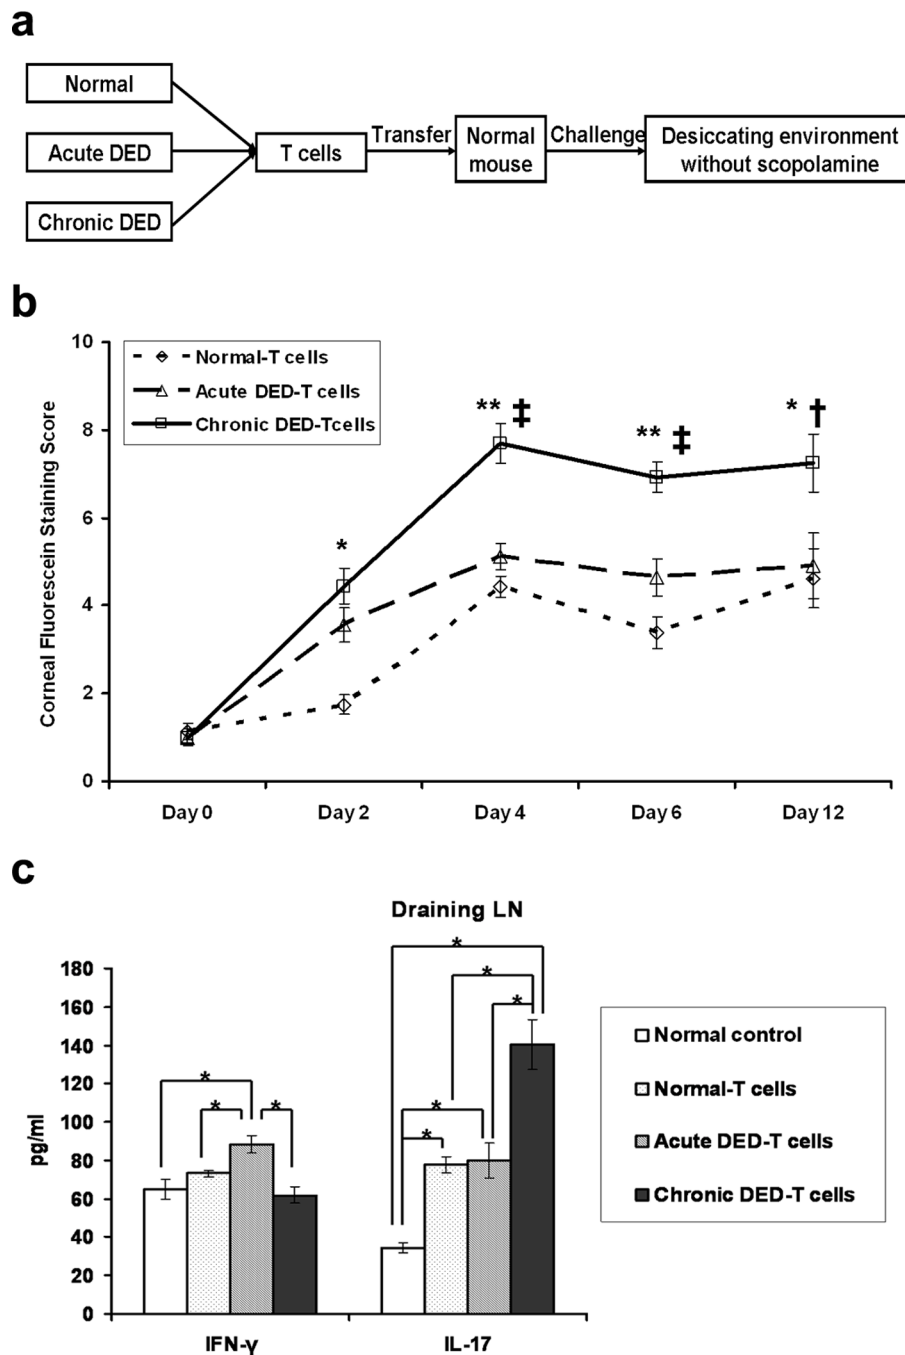 a
Normal
Acute DED
Chronic DED
T cells
Transfer
Normal
mouse
Challenge
Desiccating environment
without scopolamine
b
Corneal Fluorescein Staining Score
10
8
6
4
2
0
Normal-T cells
Acute DED-T cells
Chronic DED-Tcells
*
** ‡
** ‡
* †
Day 0
Day 2
Day 4
Day 6
Day 12
c
Draining LN
pg/ml
180
160
140
120
100
80
60
40
20
0
*
*
*
*
*
*
*
*
IFN-γ
IL-17
Normal control
Normal-T cells
Acute DED-T cells
Chronic DED-T cells